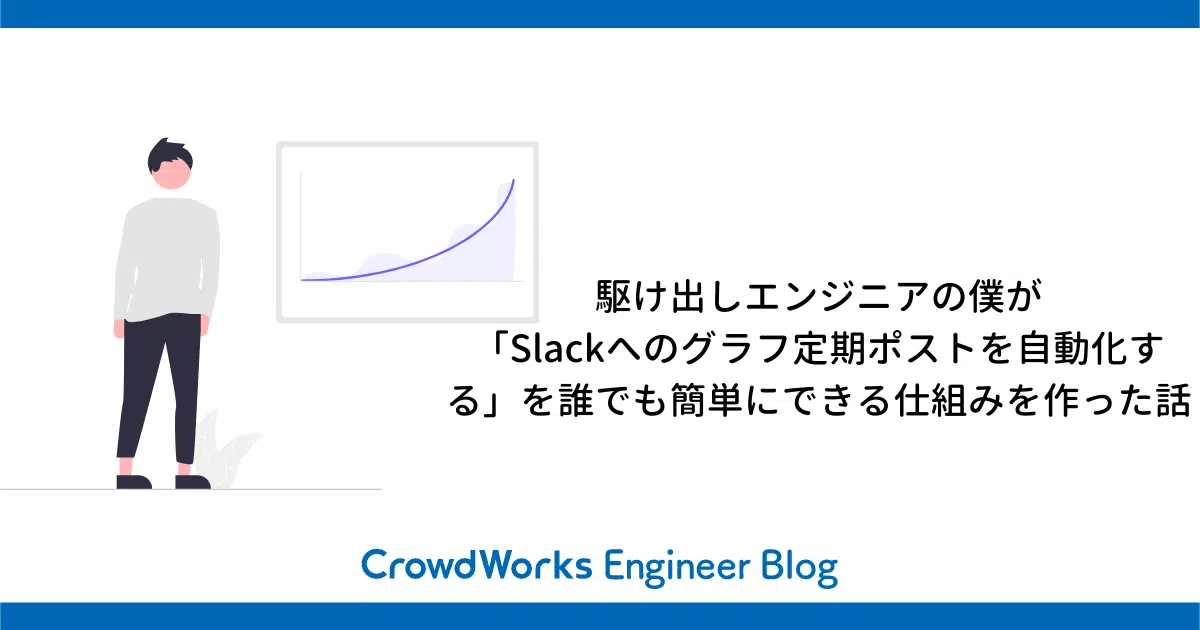 駆け出しエンジニアの僕が
「Slackへのグラフ定期ポストを自動化す
る」を誰でも簡単にできる仕組みを作った話
CrowdWorks Engineer Blog